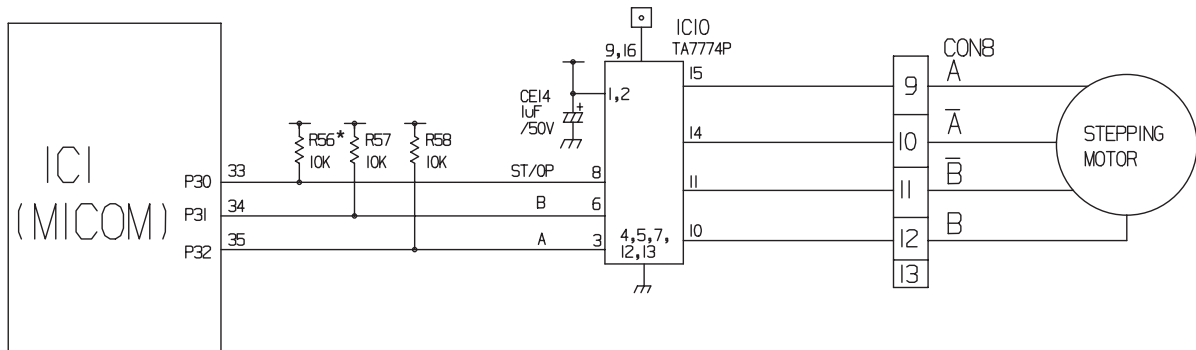 IC1
(MICOM)
P30
P31
P32
33
34
35
R56*
10K
R57
10K
R58
10K
ST/OP
B
A
CE14
1uF
/50V
9,16
IC10
TA7774P
1,2
8
6
3
4,5,7,
12,13
15
14
11
10
CON8
9
10
11
12
13
A
A̅
B̅
B
STEPPING
MOTOR